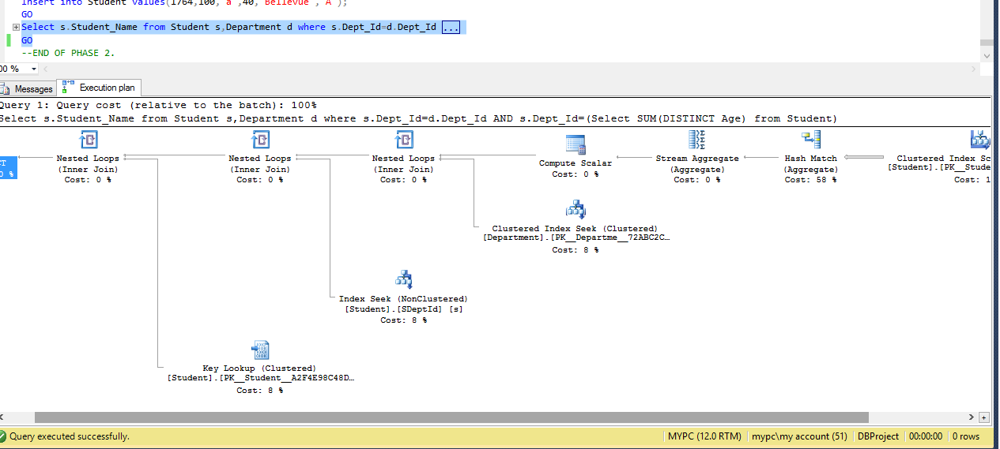 Insert into Student values(1764,100,'a',40,'Bellevue','A');
GO
Select s.Student_Name from Student s,Department d where s.Dept_Id=d.Dept_Id ...
GO
--END OF PHASE 2.
00 %
Messages Execution plan
Query 1: Query cost (relative to the batch): 100%
Select s.Student_Name from Student s,Department d where s.Dept_Id=d.Dept_Id AND s.Dept_Id=(Select SUM(DISTINCT Age) from Student)
CT
0 %
Nested Loops
(Inner Join)
Cost: 0 %
Nested Loops
(Inner Join)
Cost: 0 %
Nested Loops
(Inner Join)
Cost: 0 %
Compute Scalar
Cost: 0 %
Stream Aggregate
(Aggregate)
Cost: 0 %
Hash Match
(Aggregate)
Cost: 58 %
Clustered Index Sc
[Student].[PK__Stude
Cost: 1
Clustered Index Seek (Clustered)
[Department].[PK__Departme__72ABC2C…
Cost: 8 %
Index Seek (NonClustered)
[Student].[SDeptId] [s]
Cost: 8 %
Key Lookup (Clustered)
[Student].[PK__Student__A2F4E98C48D…
Cost: 8 %
Query executed successfully. MYPC (12.0 RTM) mypc\my account (51) DBProject 00:00:00 0 rows